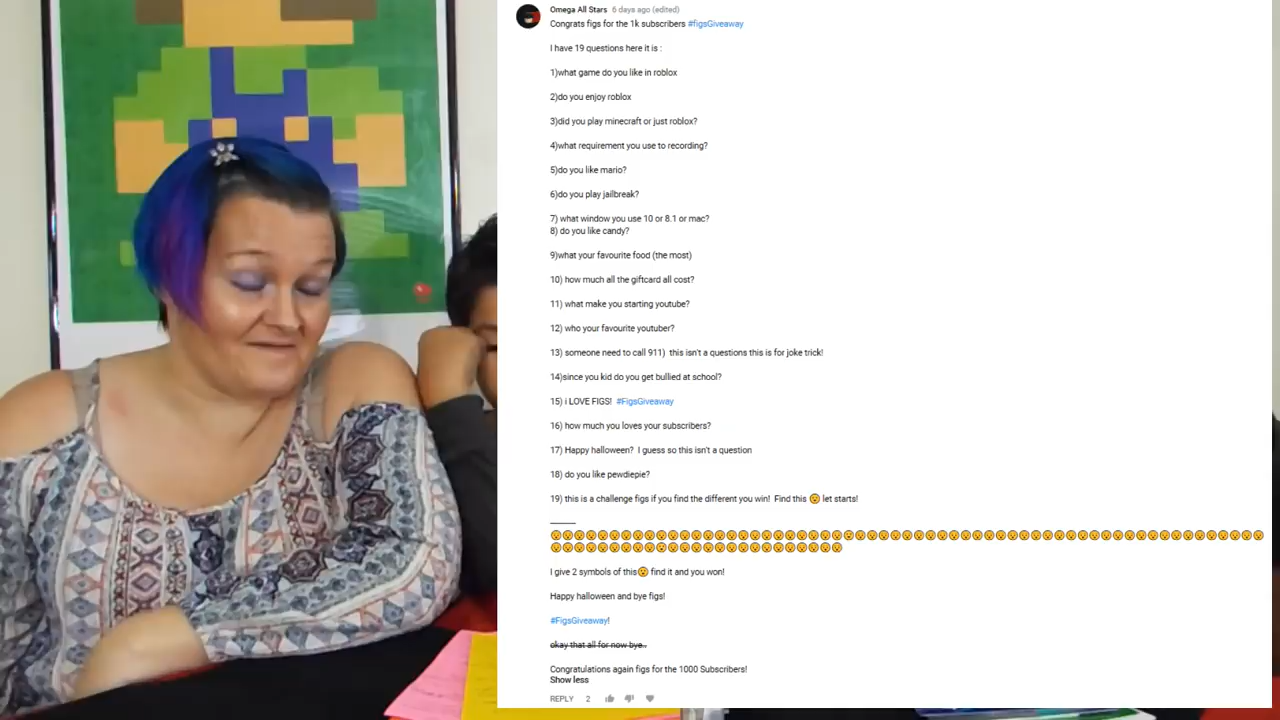 Omega All Stars 6 days ago (edited)
Congrats figs for the 1k subscribers #figsGiveaway
I have 19 questions here it is :
1)what game do you like in roblox
2)do you enjoy roblox
3)did you play minecraft or just roblox?
4)what requirement you use to recording?
5)do you like mario?
6)do you play jailbreak?
7) what window you use 10 or 8.1 or mac?
8) do you like candy?
9)what your favourite food (the most)
10) how much all the giftcard all cost?
11) what make you starting youtube?
12) who your favourite youtuber?
13) someone need to call 911) this isn't a questions this is for joke trick!
14)since you kid do you get bullied at school?
15) i LOVE FIGS! #FigsGiveaway
16) how much you loves your subscribers?
17) Happy halloween? I guess so this isn't a question
18) do you like pewdiepie?
19) this is a challenge figs if you find the different you win! Find this 😮 let starts!
I give 2 symbols of this😮 find it and you won!
Happy halloween and bye figs!
#FigsGiveaway!
okay that all for now bye..
Congratulations again figs for the 1000 Subscribers!
Show less
REPLY 2